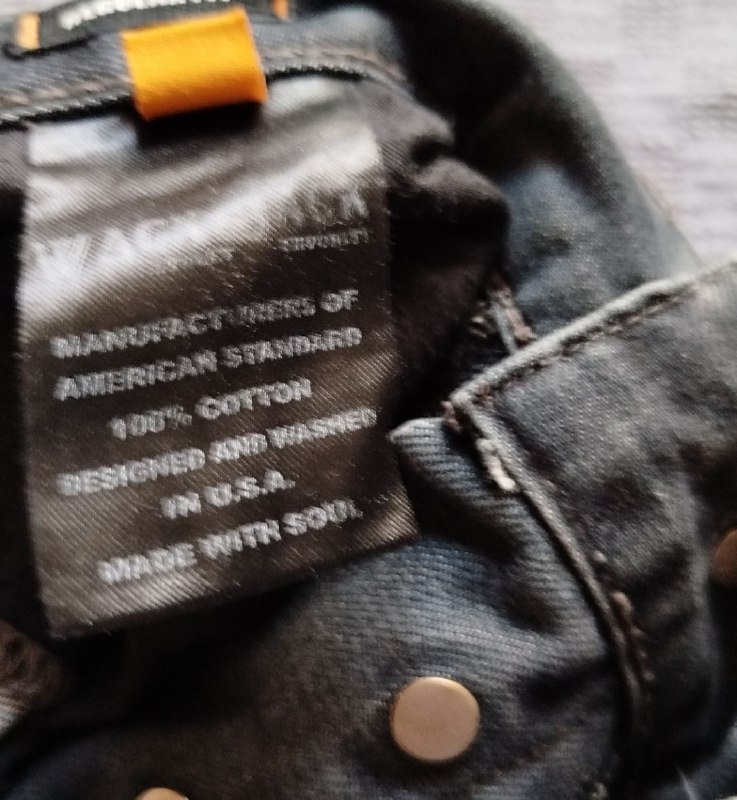 MANUFACTURERS OF
AMERICAN STANDARD
100% COTTON
DESIGNED AND WASHED
IN U.S.A.
MADE WITH SOUL